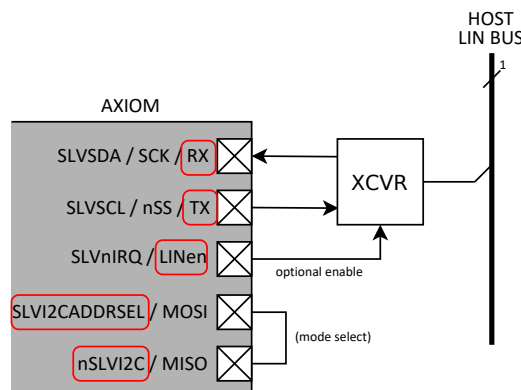 HOST
LIN BUS
1
AXIOM
SLVSDA / SCK / RX
XCVR
SLVSCL / nSS / TX
SLVnIRQ / LINen
optional enable
SLVI2CADDRSEL / MOSI
(mode select)
nSLVI2C / MISO